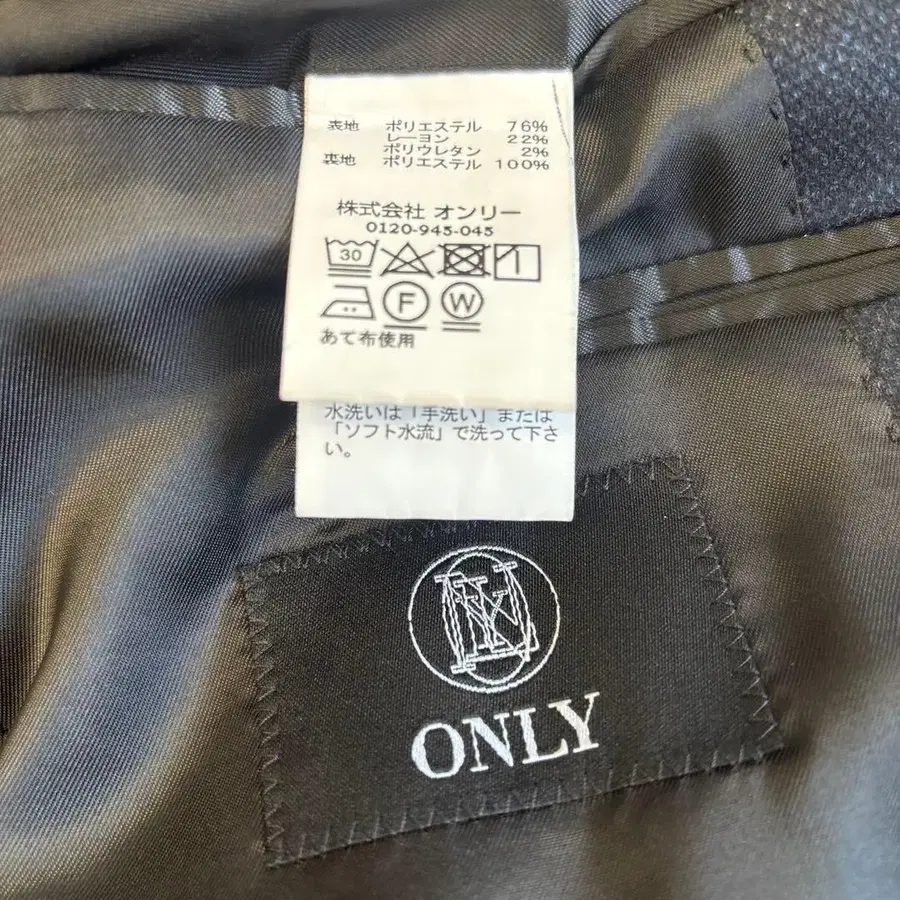 表地 ポリエステル 76%
レーヨン 22%
ポリウレタン 2%
裏地 ポリエステル 100%
株式会社 オンリー
0120-945-045
30
F W
あて布使用
水洗いは「手洗い」または
「ソフト水流」で洗って下さ
い。
ONLY